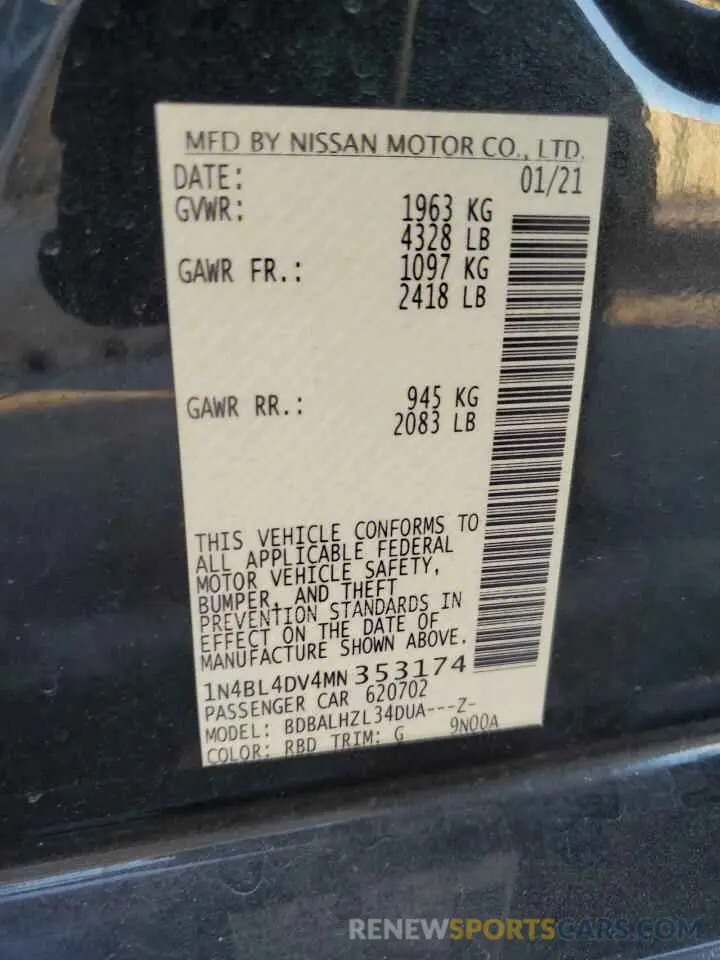 MFD BY NISSAN MOTOR CO., LTD.
DATE: 01/21
GVWR: 1963 KG
4328 LB
GAWR FR.: 1097 KG
2418 LB
GAWR RR.: 945 KG
2083 LB
THIS VEHICLE CONFORMS TO
ALL APPLICABLE FEDERAL
MOTOR VEHICLE SAFETY,
BUMPER, AND THEFT
PREVENTION STANDARDS IN
EFFECT ON THE DATE OF
MANUFACTURE SHOWN ABOVE.
1N4BL4DV4MN353174
PASSENGER CAR 620702
MODEL: BDBALHZL34DUA---Z-
COLOR: RBD TRIM: G 9N00A
RENEWSPORTSCARS.COM